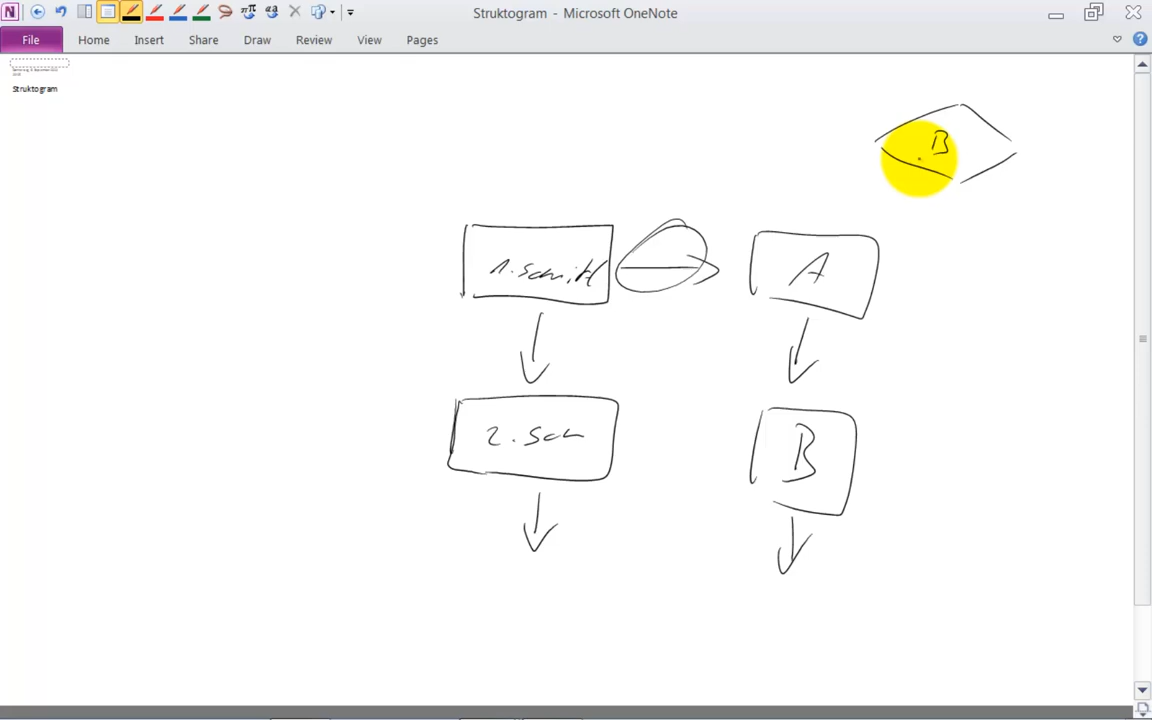 Struktogram - Microsoft OneNote
File Home Insert Share Draw Review View Pages
Struktogram
B
1. Schritt A
2. Sch B